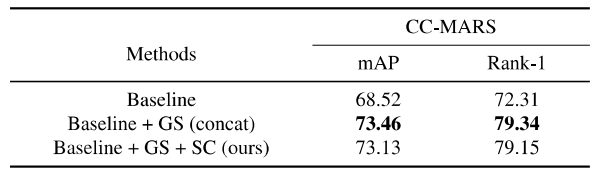 Methods CC-MARS
mAP Rank-1
Baseline 68.52 72.31
Baseline + GS (concat) 73.46 79.34
Baseline + GS + SC (ours) 73.13 79.15